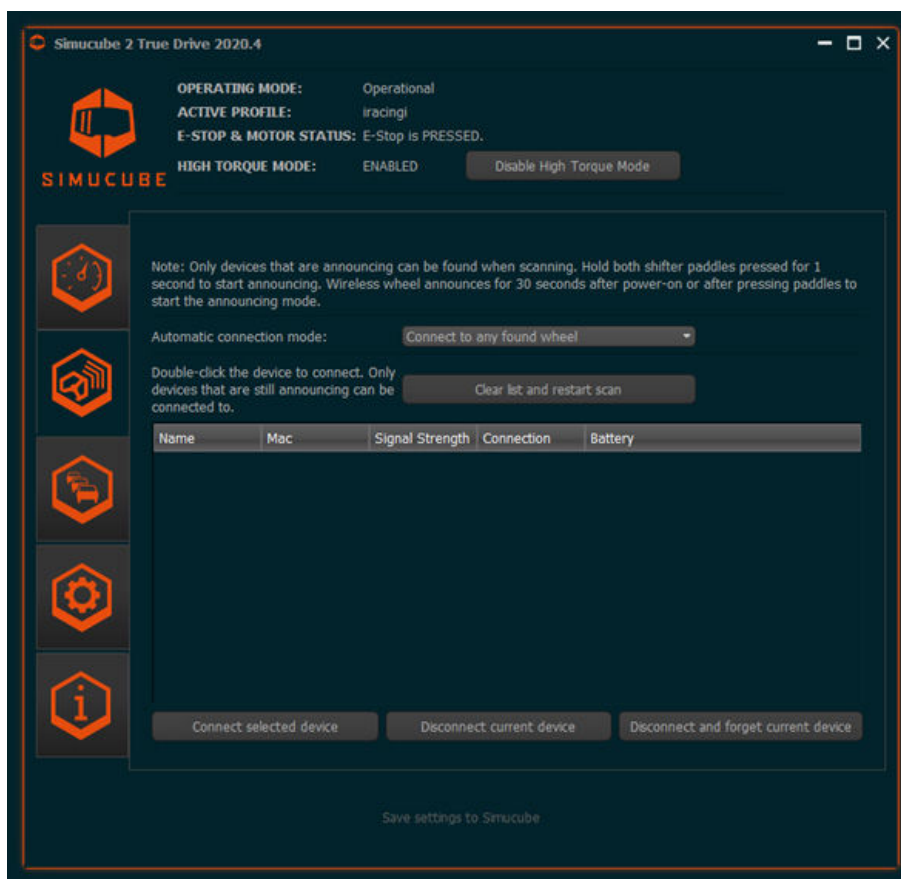 Simucube 2 True Drive 2020.4
OPERATING MODE: Operational
ACTIVE PROFILE: iracingi
E-STOP & MOTOR STATUS: E-Stop is PRESSED.
HIGH TORQUE MODE: ENABLED Disable High Torque Mode
SIMUCUBE
Note: Only devices that are announcing can be found when scanning. Hold both shifter paddles pressed for 1
second to start announcing. Wireless wheel announces for 30 seconds after power-on or after pressing paddles to
start the announcing mode.
Automatic connection mode: Connect to any found wheel
Double-click the device to connect. Only
devices that are still announcing can be
connected to.
Clear list and restart scan
Name Mac Signal Strength Connection Battery
Connect selected device Disconnect current device Disconnect and forget current device
Save settings to Simucube